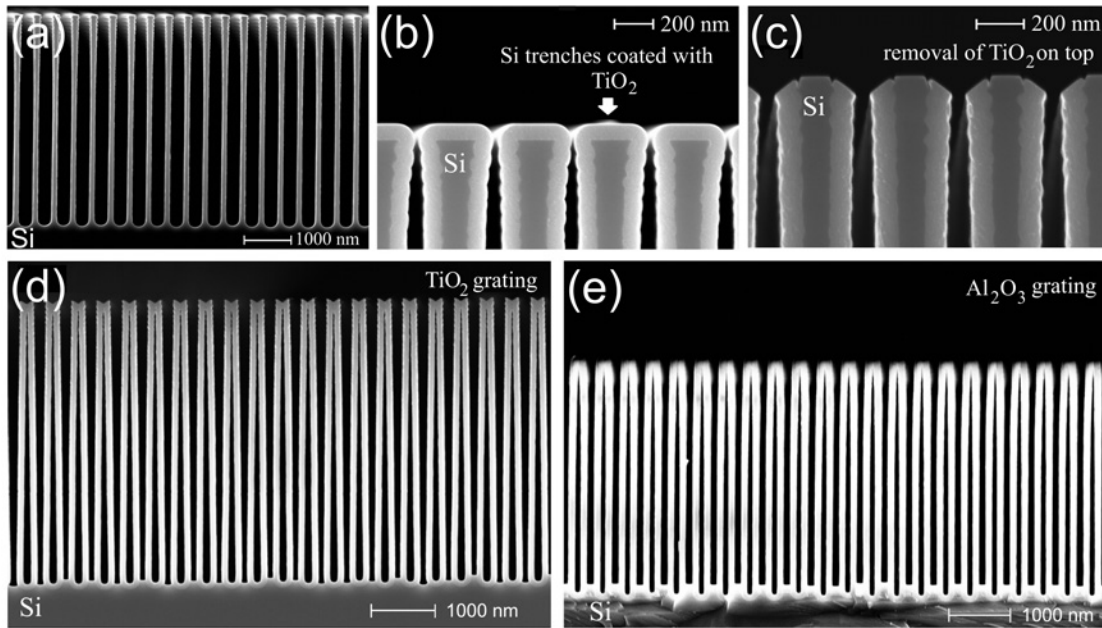 (a)
Si
1000 nm
(b)
200 nm
Si trenches coated with
TiO₂
Si
(c)
200 nm
removal of TiO₂ on top
Si
(d)
TiO₂ grating
Si
1000 nm
(e)
Al₂O₃ grating
Si
1000 nm